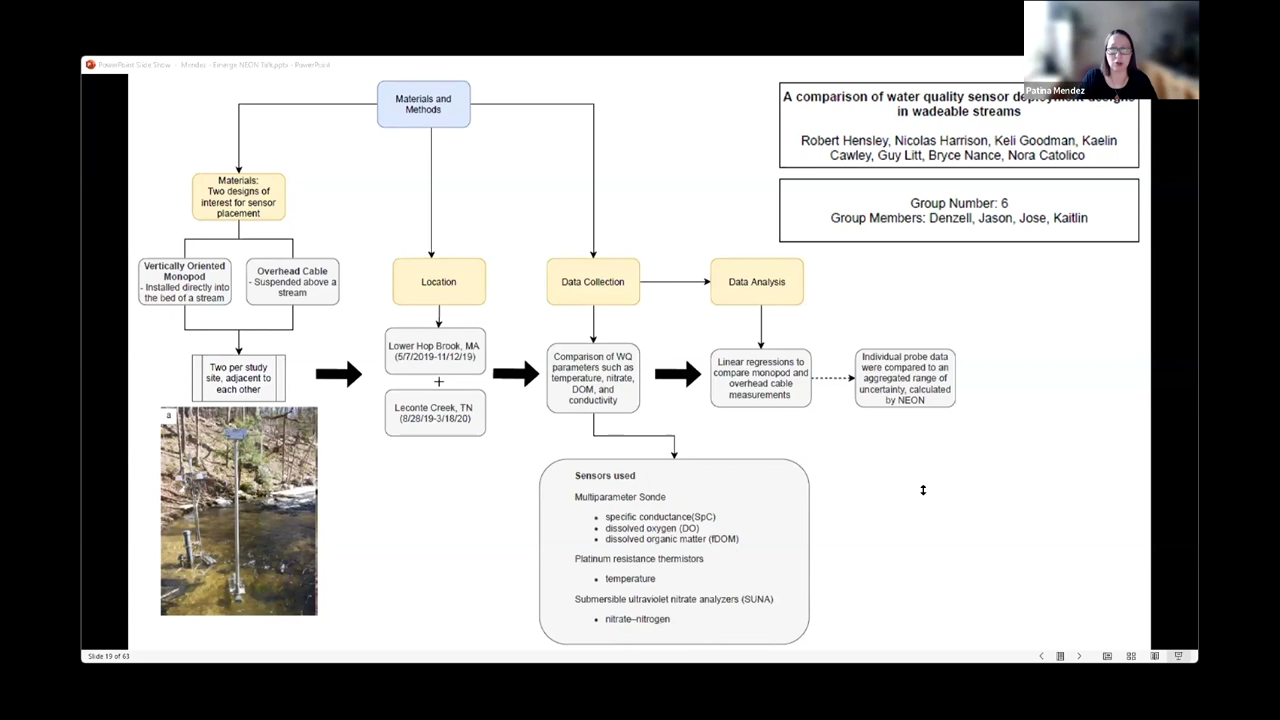 PowerPoint Slide Show - Mendez - Emerge NEON Talk.pptx - PowerPoint
Patina Mendez
Materials and
Methods
A comparison of water quality sensor deployment designs
in wadeable streams
Robert Hensley, Nicolas Harrison, Keli Goodman, Kaelin
Cawley, Guy Litt, Bryce Nance, Nora Catolico
Group Number: 6
Group Members: Denzell, Jason, Jose, Kaitlin
Materials:
Two designs of
interest for sensor
placement
Vertically Oriented
Monopod
- Installed directly into
the bed of a stream
Overhead Cable
- Suspended above a
stream
Two per study
site, adjacent to
each other
a
Location
Lower Hop Brook, MA
(5/7/2019-11/12/19)
+
Leconte Creek, TN
(8/28/19-3/18/20)
Data Collection
Comparison of WQ
parameters such as
temperature, nitrate,
DOM, and
conductivity
Data Analysis
Linear regressions to
compare monopod and
overhead cable
measurements
Individual probe data
were compared to an
aggregated range of
uncertainty, calculated
by NEON
Sensors used
Multiparameter Sonde
• specific conductance(SpC)
• dissolved oxygen (DO)
• dissolved organic matter (fDOM)
Platinum resistance thermistors
• temperature
Submersible ultraviolet nitrate analyzers (SUNA)
• nitrate–nitrogen
Slide 19 of 63